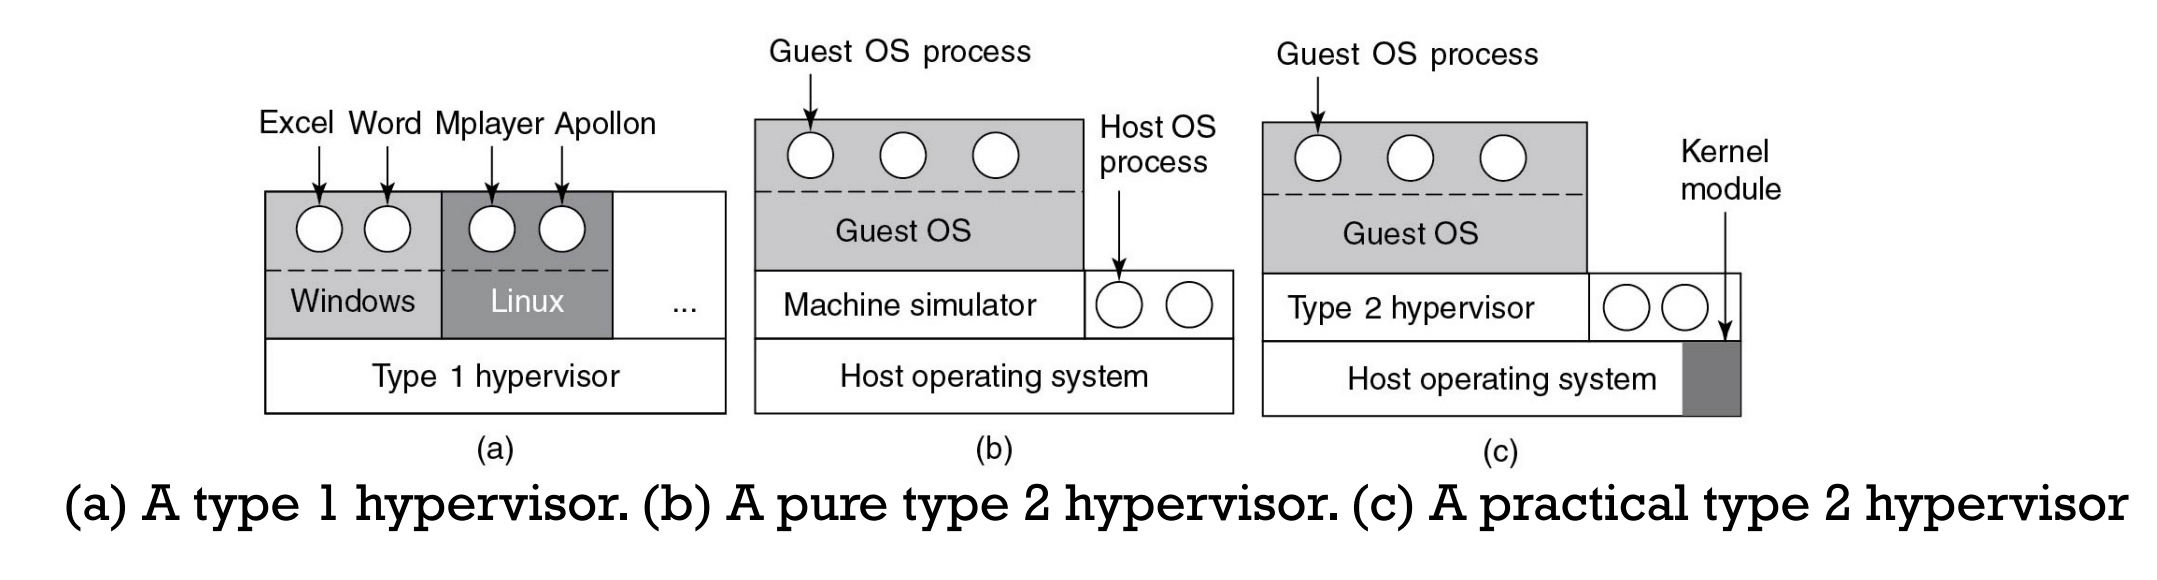 Excel Word Mplayer Apollon
Windows
Linux
...
Type 1 hypervisor
(a)
Guest OS process
Host OS
process
Guest OS
Machine simulator
Host operating system
(b)
Guest OS process
Kernel
module
Guest OS
Type 2 hypervisor
Host operating system
(c)
(a) A type 1 hypervisor. (b) A pure type 2 hypervisor. (c) A practical type 2 hypervisor